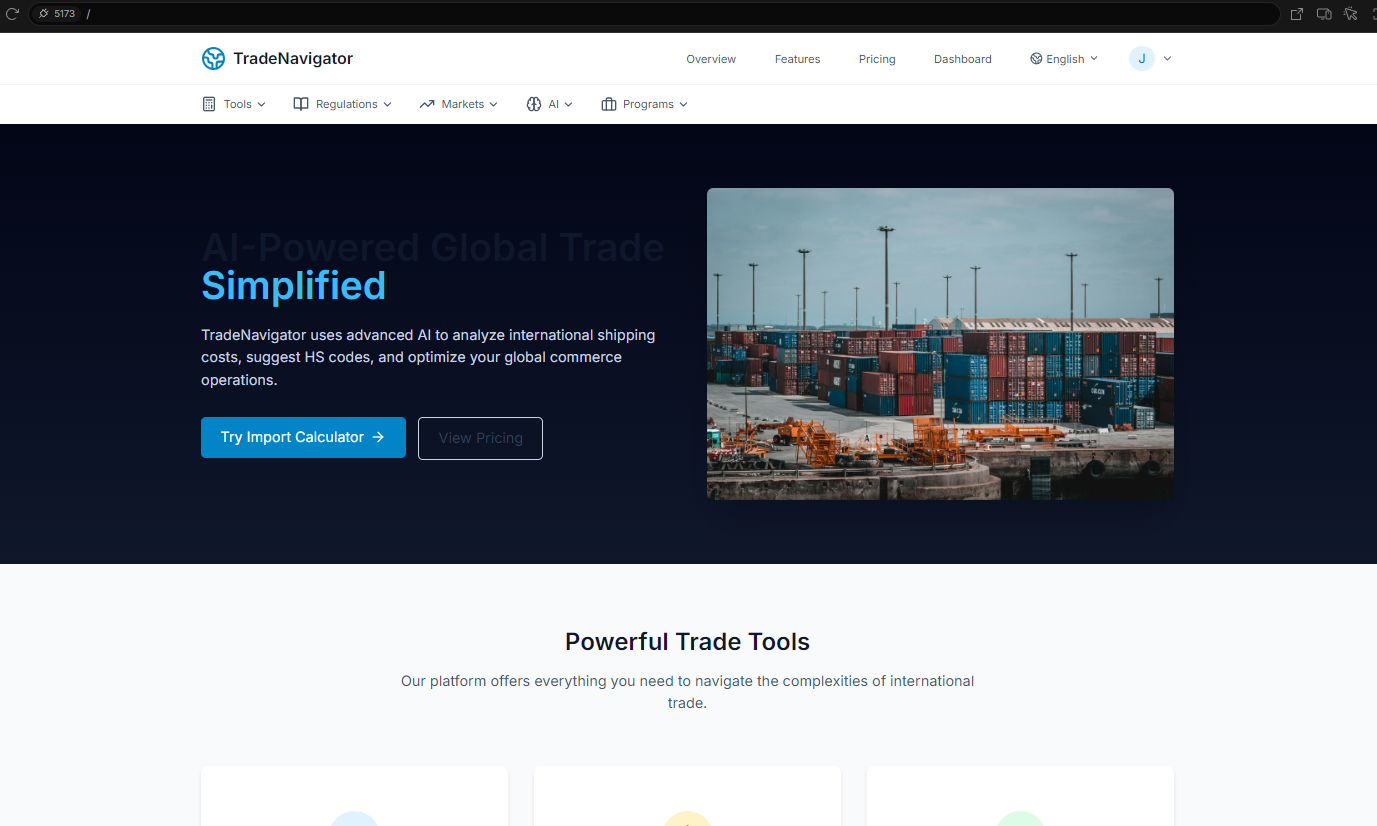 5173 /
TradeNavigator
Overview Features Pricing Dashboard English J
Tools Regulations Markets AI Programs
AI-Powered Global Trade
Simplified
TradeNavigator uses advanced AI to analyze international shipping
costs, suggest HS codes, and optimize your global commerce
operations.
Try Import Calculator → View Pricing
Powerful Trade Tools
Our platform offers everything you need to navigate the complexities of international
trade.